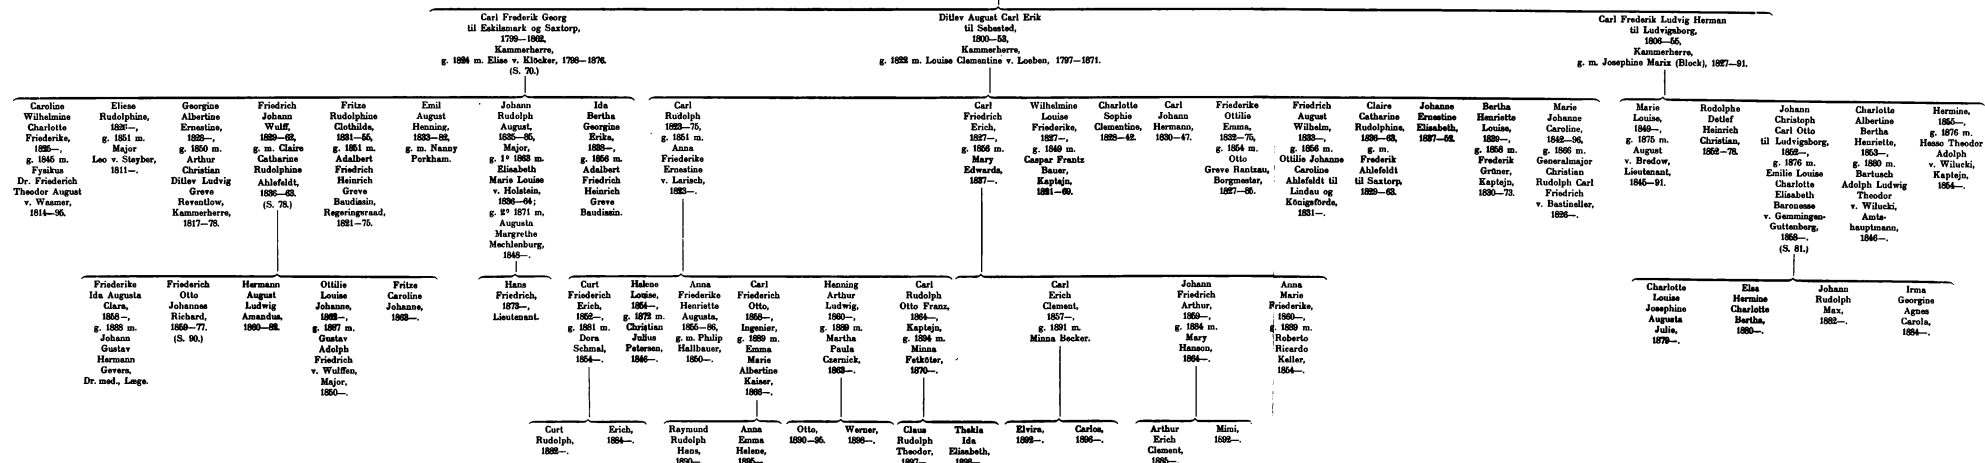 Carl Frederik Georg
til Eskilsmark og Saxtorp,
1799—1862,
Kammerherre,
g. 1824 m. Elise v. Klöcker, 1798—1876.
(S. 70.)
Ditlev August Carl Erik
til Sehested,
1800—53,
Kammerherre,
g. 1822 m. Louise Clementine v. Loeben, 1797—1871.
Carl Frederik Ludvig Herman
til Ludvigsborg,
1806—55,
Kammerherre,
g. m. Josephine Marix (Block), 1827—91.
Caroline
Wilhelmine
Charlotte
Friederike,
1825—,
g. 1845 m.
Fysikus
Dr. Friederich
Theodor August
v. Wasmer,
1814—95.
Eliese
Rudolphine,
g. 1851 m.
Major
Leo v. Steyber,
1811—.
Georgine
Albertine
Ernestine,
1828—,
g. 1850 m.
Arthur
Christian
Ditlev Ludvig
Greve
Reventlow,
Kammerherre,
1817—78.
Friedrich
Johann
Wulff,
1829—62,
g. m. Claire
Catharine
Rudolphine
Ahlefeldt,
1836—63.
(S. 78.)
Fritze
Rudolphine
Clothilde,
1831—55,
g. 1851 m.
Adalbert
Friedrich
Heinrich
Greve
Baudissin,
Regeringsraad,
1821—75.
Emil
August
Henning,
1833—82,
g. m. Nanny
Porkham.
Johann
Rudolph
August,
1835—85,
Major,
g. 1º 1863 m.
Elisabeth
Marie Louise
v. Holstein,
1836—64;
g. 2º 1871 m.
Augusta
Margrethe
Mechlenburg,
1848—.
Ida
Bertha
Georgine
Erika,
1838—,
g. 1856 m.
Adalbert
Friedrich
Heinrich
Greve
Baudissin.
Carl
Rudolph
1823—75,
g. 1851 m.
Anna
Friederike
Ernestine
v. Larisch,
1823—.
Carl
Friedrich
Erich,
1827—,
g. 1856 m.
Mary
Edwards,
1837—.
Wilhelmine
Louise
Friederike,
1827—,
g. 1849 m.
Caspar Frantz
Bauer,
Kaptajn,
1821—69.
Charlotte
Sophie
Clementine,
1828—42.
Carl
Johann
Hermann,
1830—47.
Friederike
Ottilie
Emma,
1832—75,
g. 1854 m.
Otto
Greve Rantzau,
Borgmester,
1827—85.
Friedrich
August
Wilhelm,
1833—,
g. 1856 m.
Ottilie Johanne
Caroline
Ahlefeldt til
Lindau og
Königsförde,
1831—.
Claire
Catharine
Rudolphine,
1836—63,
g. m.
Frederik
Ahlefeldt
til Saxtorp,
1829—62.
Johanne
Ernestine
Elisabeth,
1837—52.
Bertha
Henriette
Louise,
1839—,
g. 1858 m.
Frederik
Grüner,
Kaptajn,
1830—73.
Marie
Johanne
Caroline,
1842—96,
g. 1866 m.
Generalmajor
Christian
Rudolph Carl
Friedrich
v. Bastineller,
1826—.
Marie
Louise,
1849—,
g. 1875 m.
August
v. Bredow,
Lieutenant,
1845—91.
Rodolphe
Detlef
Heinrich
Christian,
1852—78.
Johann
Christoph
Carl Otto
til Ludvigsborg,
1852—,
g. 1876 m.
Emilie Louise
Charlotte
Elisabeth
Baronesse
v. Gemmingen-
Guttenberg,
1858—.
(S. 81.)
Charlotte
Albertine
Bertha
Henriette,
1853—,
g. 1880 m.
Bartusch
Adolph Ludwig
Theodor
v. Wilucki,
Amts-
hauptmann,
1846—.
Hermine,
1855—,
g. 1876 m.
Hesso Theodor
Adolph
v. Wilucki,
Kaptejn,
1854—.
Friederike
Ida Augusta
Clara,
1858—,
g. 1888 m.
Johann
Gustav
Hermann
Gevers,
Dr. med., Læge.
Friederich
Otto
Johannes
Richard,
1859—77.
(S. 90.)
Hermann
August
Ludwig
Amandus,
1860—82.
Ottilie
Louise
Johanne,
1862—,
g. 1887 m.
Gustav
Adolph
Friedrich
v. Wulffen,
Major,
1850—.
Fritze
Caroline
Johanne,
1863—.
Hans
Friedrich,
1873—,
Lieutenant.
Curt
Friederich
Erich,
1852—,
g. 1881 m.
Dora
Schmal,
1854—.
Helene
Louise,
1854—,
g. 1872 m.
Christian
Julius
Petersen,
1846—.
Anna
Friederike
Henriette
Augusta,
1855—86,
g. m. Philip
Hallbauer,
1850—.
Carl
Friederich
Otto,
1858—,
Ingeniør,
g. 1889 m.
Emma
Marie
Albertine
Kaiser,
1866—.
Henning
Arthur
Ludwig,
1860—,
g. 1889 m.
Martha
Paula
Czernick,
1863—.
Carl
Rudolph
Otto Franz,
1864—,
Kaptajn,
g. 1894 m.
Minna
Fetköter,
1870—.
Carl
Erich
Clement,
1857—,
g. 1891 m.
Minna Becker.
Johann
Friedrich
Arthur,
1859—,
g. 1884 m.
Mary
Hanson,
1864—.
Anna
Marie
Friederike,
1860—,
g. 1889 m.
Roberto
Ricardo
Keller,
1854—.
Charlotte
Louise
Josephine
Augusta
Julie,
1879—.
Elsa
Hermine
Charlotte
Bertha,
1880—.
Johann
Rudolph
Max,
1882—.
Irma
Georgine
Agnes
Carola,
1884—.
Curt
Rudolph,
1882—.
Erich,
1884—.
Raymund
Rudolph
Hans,
1890—.
Anna
Emma
Helene,
1895—.
Otto,
1890—95.
Werner,
1898—.
Claus
Rudolph
Theodor,
1897—.
Thekla
Ida
Elisabeth,
1898—.
Elvira,
1892—.
Carlos,
1896—.
Arthur
Erich
Clement,
1885—.
Mimi,
1892—.